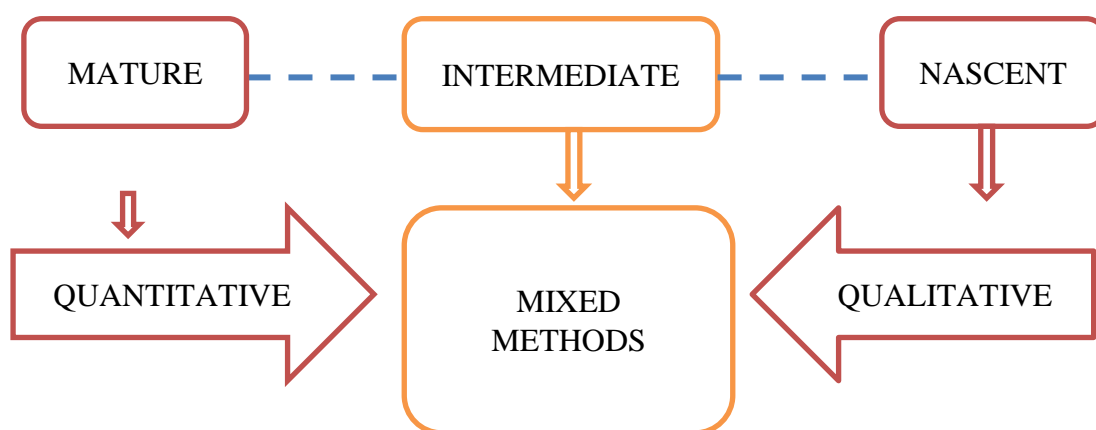 MATURE
INTERMEDIATE
NASCENT
QUANTITATIVE
MIXED
METHODS
QUALITATIVE